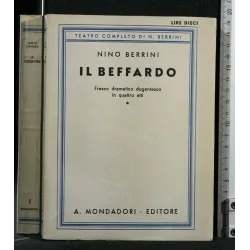 LIRE DIECI
TEATRO COMPLETO DI N. BERRINI
NINO BERRINI
IL BEFFARDO
Fresco drammatico dugentesco
in quattro atti
A. MONDADORI - EDITORE